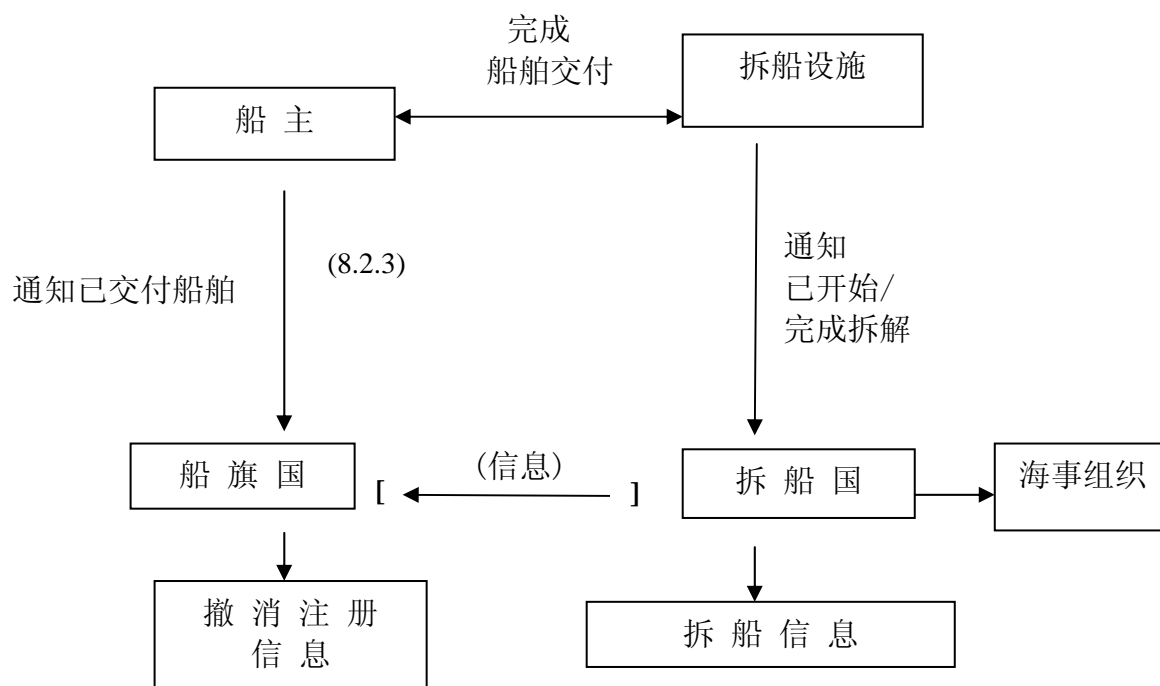 完成
船舶交付
拆船设施
船 主
通知已交付船舶
(8.2.3)
通知
已开始/
完成拆解
船 旗 国
[
(信息)
]
拆 船 国
海事组织
撤 消 注 册
信 息
拆 船 信 息